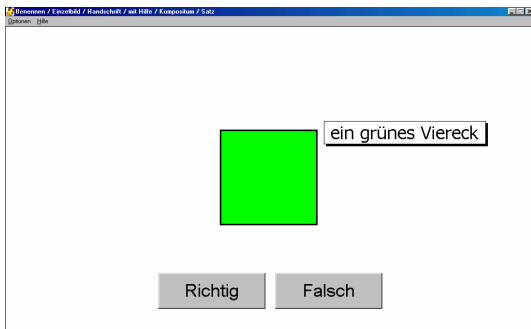 Benennen / Einzelbild / Handschrift / mit Hilfe / Kompositum / Satz
Optionen Hilfe
ein grünes Viereck
Richtig Falsch